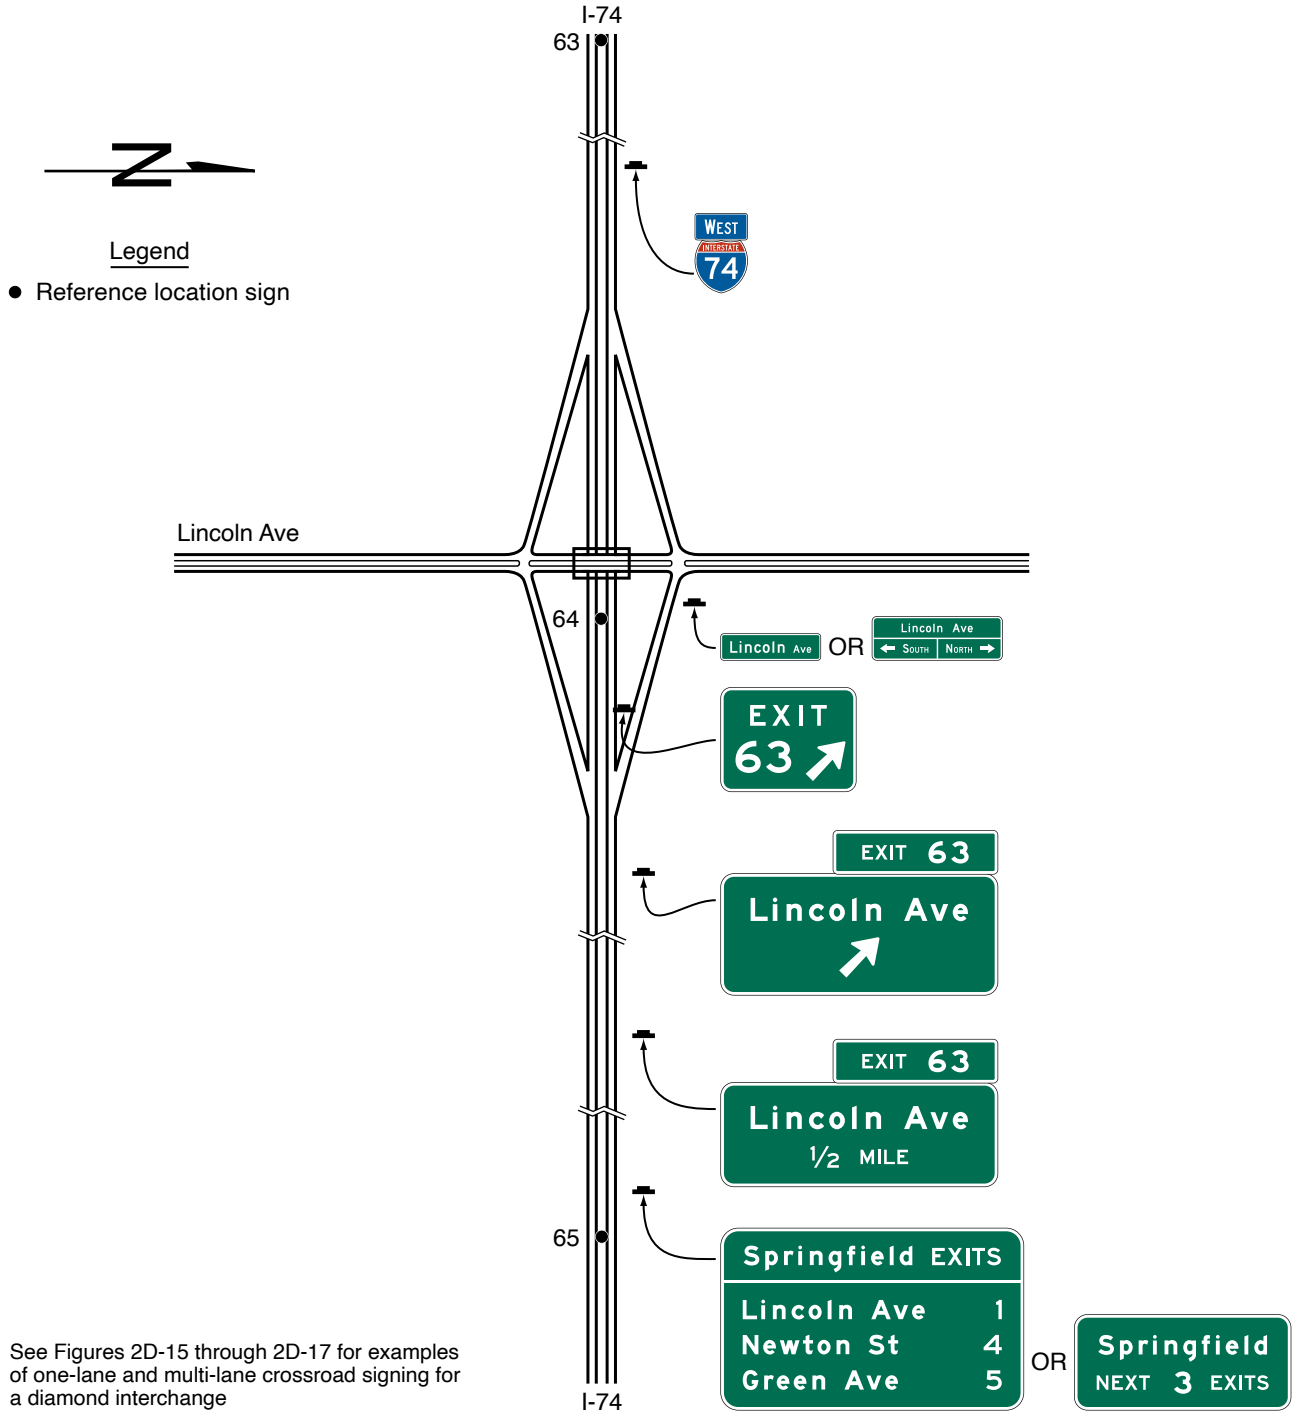 I-74
63
N
Legend
Reference location sign
WEST
INTERSTATE
74
Lincoln Ave
64
Lincoln Ave
OR
Lincoln Ave
SOUTH NORTH
EXIT
63
EXIT 63
Lincoln Ave
EXIT 63
Lincoln Ave
1/2 MILE
65
Springfield EXITS
Lincoln Ave 1
Newton St 4
Green Ave 5
OR
Springfield
NEXT 3 EXITS
See Figures 2D-15 through 2D-17 for examples
of one-lane and multi-lane crossroad signing for
a diamond interchange
I-74